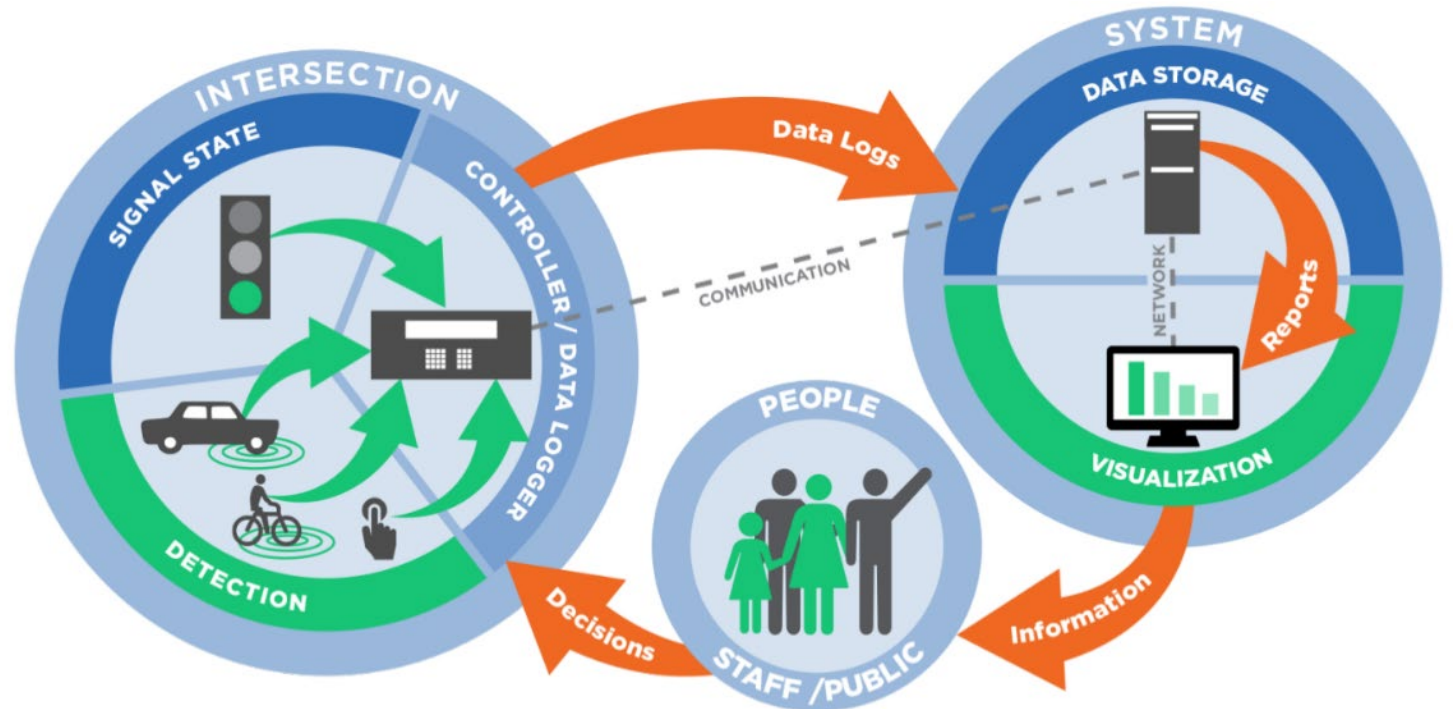 INTERSECTION
SIGNAL STATE
CONTROLLER / DATA LOGGER
DETECTION
Data Logs
COMMUNICATION
SYSTEM
DATA STORAGE
NETWORK
Reports
VISUALIZATION
Information
PEOPLE
STAFF /PUBLIC
Decisions